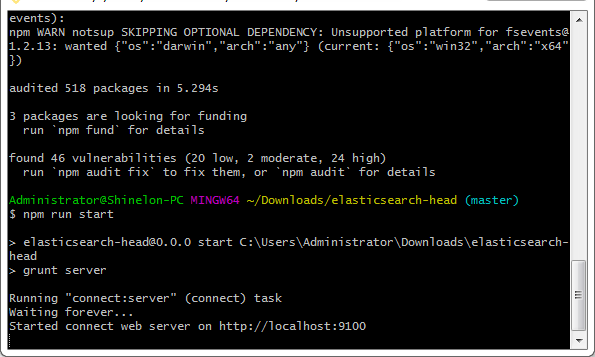 events):
npm WARN notsup SKIPPING OPTIONAL DEPENDENCY: Unsupported platform for fsevents@
1.2.13: wanted {"os":"darwin","arch":"any"} (current: {"os":"win32","arch":"x64"
})
audited 518 packages in 5.294s
3 packages are looking for funding
run `npm fund` for details
found 46 vulnerabilities (20 low, 2 moderate, 24 high)
run `npm audit fix` to fix them, or `npm audit` for details
Administrator@Shinelon-PC MINGW64 ~/Downloads/elasticsearch-head (master)
$ npm run start
> elasticsearch-head@0.0.0 start C:\Users\Administrator\Downloads\elasticsearch-
head
> grunt server
Running "connect:server" (connect) task
Waiting forever...
Started connect web server on http://localhost:9100